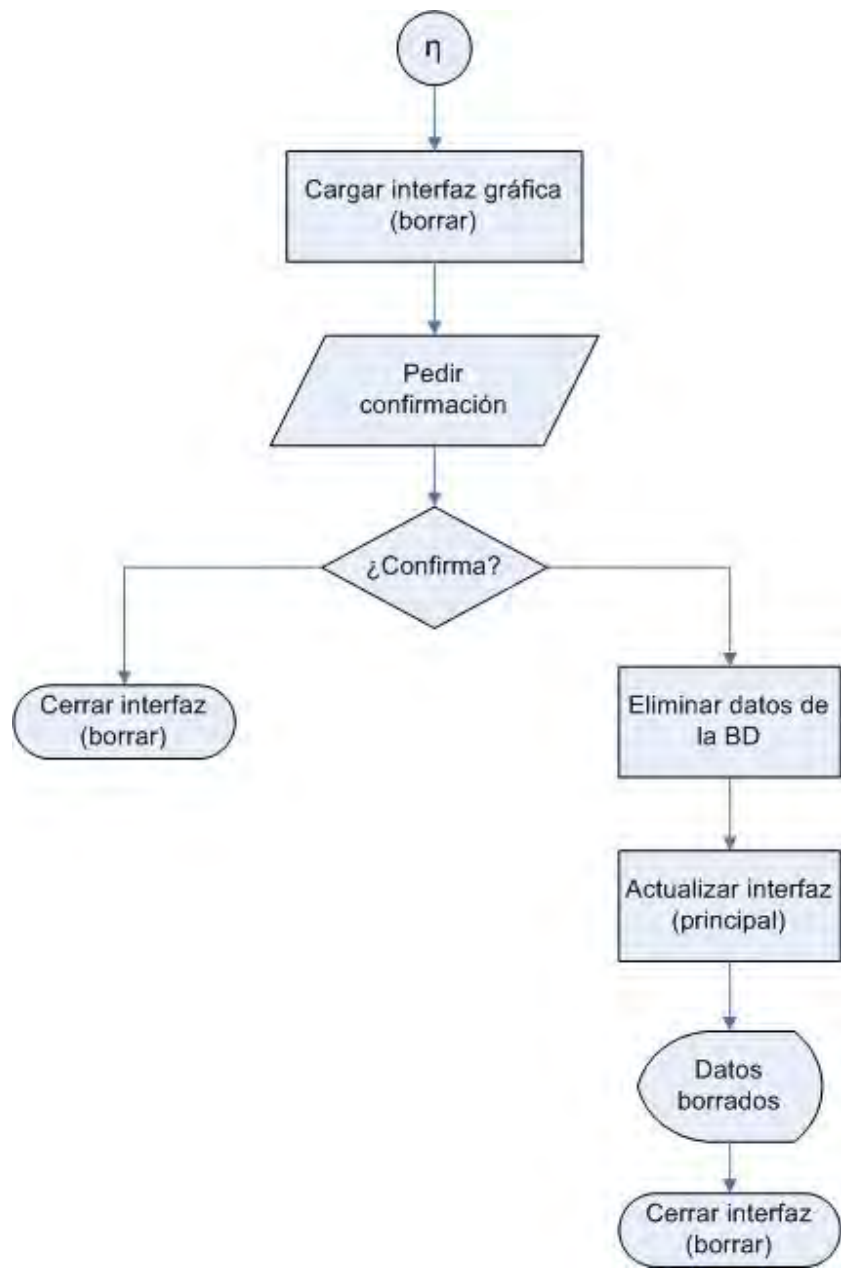 η
Cargar interfaz gráfica
(borrar)
Pedir
confirmación
¿Confirma?
Cerrar interfaz
(borrar)
Eliminar datos de
la BD
Actualizar interfaz
(principal)
Datos
borrados
Cerrar interfaz
(borrar)